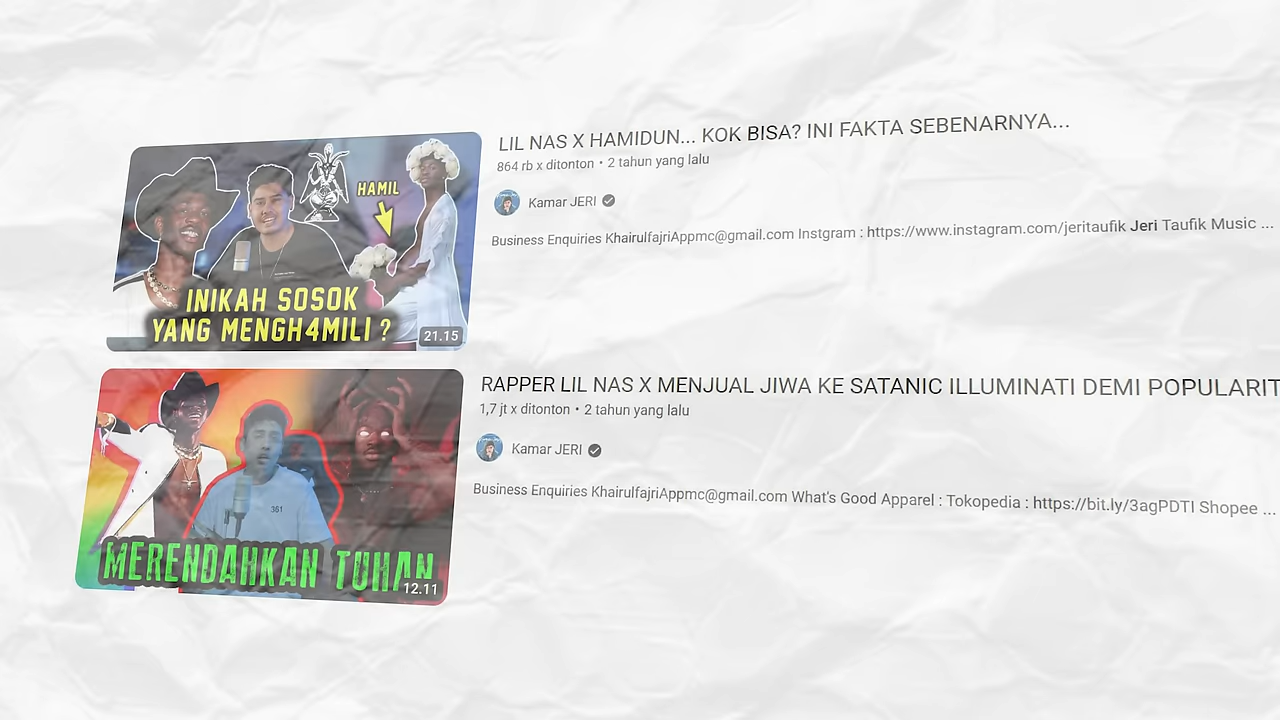 LIL NAS X HAMIDUN... KOK BISA? INI FAKTA SEBENARNYA...
864 rb x ditonton • 2 tahun yang lalu
Kamar JERI
Business Enquiries KhairulfajriAppmc@gmail.com Instgram : https://www.instagram.com/jeritaufik Jeri Taufik Music ...
HAMIL
INIKAH SOSOK
YANG MENGH4MILI ?
21.15
RAPPER LIL NAS X MENJUAL JIWA KE SATANIC ILLUMINATI DEMI POPULARIT
1,7 jt x ditonton • 2 tahun yang lalu
Kamar JERI
Business Enquiries KhairulfajriAppmc@gmail.com What's Good Apparel : Tokopedia : https://bit.ly/3agPDTI Shopee ...
361
MERENDAHKAN TUHAN
12.11